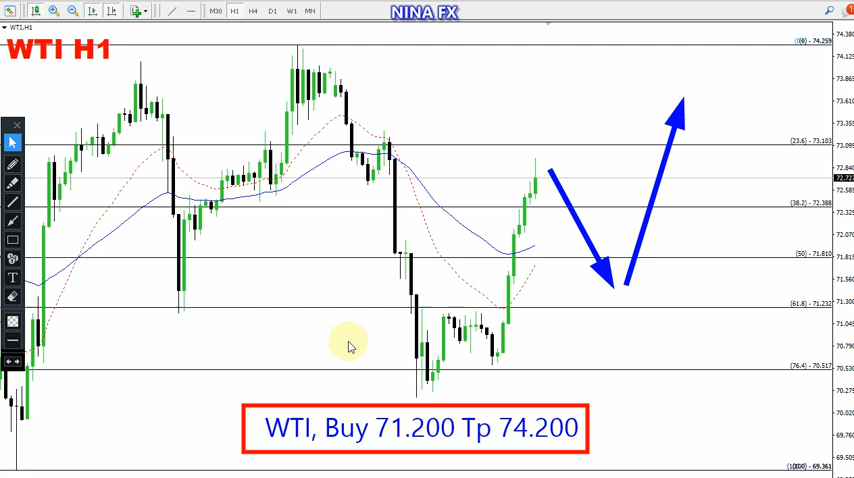 M30 H1 H4 D1 W1 MN
NINA FX
WTI,H1
WTI H1
(0) - 74.259
74.380
74.125
73.865
73.610
73.355
(23.6) - 73.103
73.095
72.840
72.585
(38.2) - 72.388
72.325
72.070
(50) - 71.810
71.815
71.560
(61.8) - 71.232
71.300
71.045
70.790
(76.4) - 70.517
70.530
70.275
70.020
WTI, Buy 71.200 Tp 74.200
69.760
69.505
(100) - 69.361
T